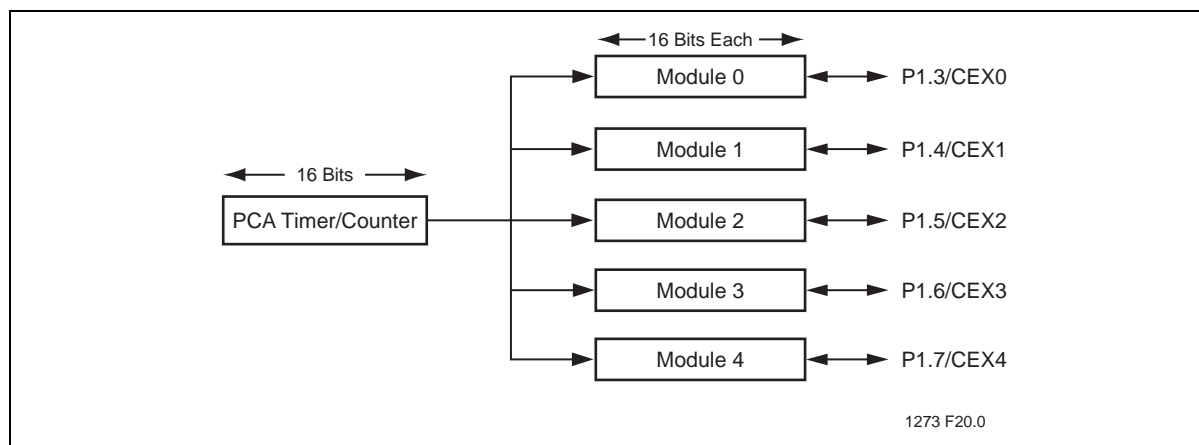 16 Bits Each
Module 0
P1.3/CEX0
Module 1
P1.4/CEX1
16 Bits
PCA Timer/Counter
Module 2
P1.5/CEX2
Module 3
P1.6/CEX3
Module 4
P1.7/CEX4
1273 F20.0